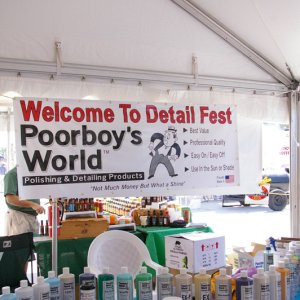 Welcome To Detail Fest
Poorboy's
World™
Polishing & Detailing Products
"Not Much Money But What a Shine"
Best Value
Professional Quality
Easy On / Easy Off
Use In the Sun or Shade